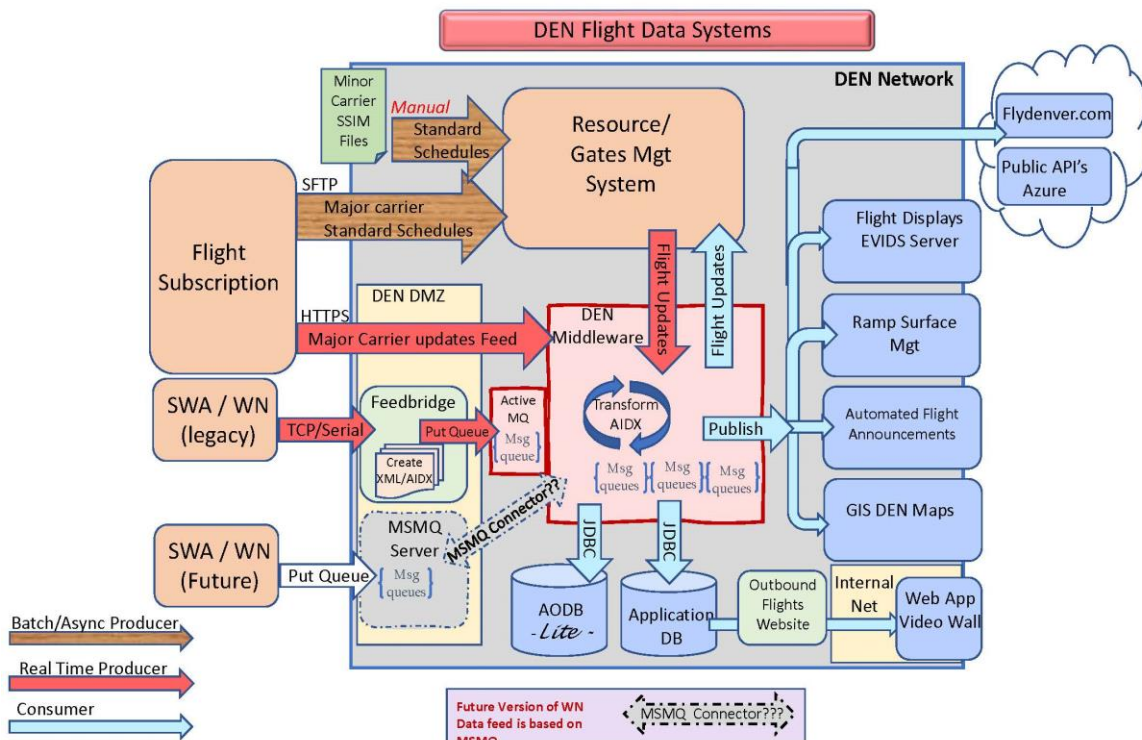 DEN Flight Data Systems
DEN Network
Minor
Carrier
SSIM
Files
Manual
Standard
Schedules
Resource/
Gates Mgt
System
Flydenver.com
Public API's
Azure
SFTP
Major carrier
Standard Schedules
Flight
Subscription
Flight Updates
Flight Updates
Flight Displays
EVIDS Server
DEN DMZ
HTTPS
Major Carrier updates Feed
DEN
Middleware
Ramp Surface
Mgt
SWA / WN
(legacy)
TCP/Serial
Feedbridge
Create
XML/AIDX
Put Queue
Active
MQ
{Msg
queue}
Transform
AIDX
Publish
Automated Flight
Announcements
{Msg
queues}
{Msg
queues}
{Msg
queues}
GIS DEN Maps
MSMQ Connector??
MSMQ
Server
{Msg
queues}
SWA / WN
(Future)
Put Queue
JDBC
JDBC
AODB
- Lite -
Application
DB
Outbound
Flights
Website
Internal
Net
Web App
Video Wall
Batch/Async Producer
Real Time Producer
Consumer
Future Version of WN
Data feed is based on
MSMQ
MSMQ Connector???